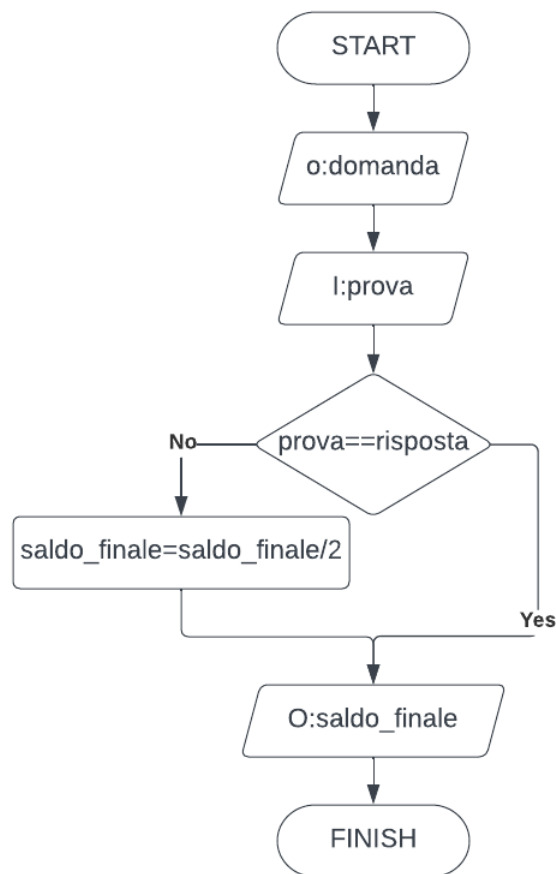 START
o:domanda
I:prova
prova==risposta
No
saldo_finale=saldo_finale/2
Yes
O:saldo_finale
FINISH